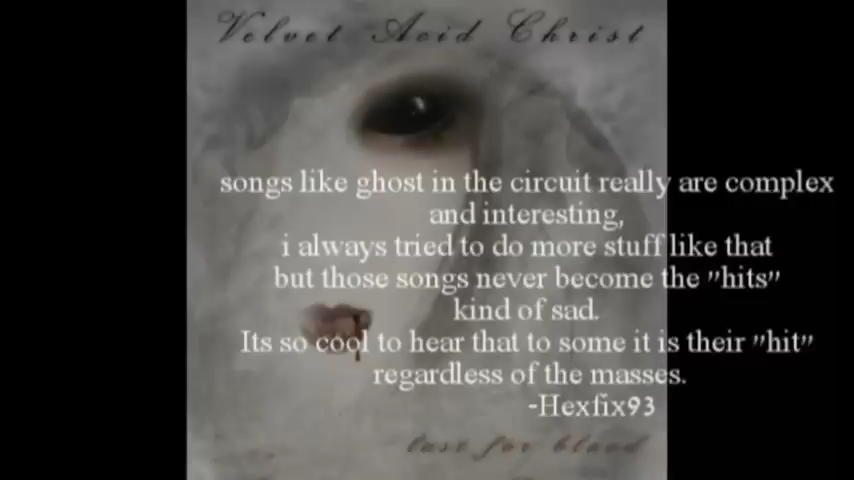 Velvet Acid Christ
songs like ghost in the circuit really are complex
and interesting,
i always tried to do more stuff like that
but those songs never become the "hits"
kind of sad.
Its so cool to hear that to some it is their "hit"
regardless of the masses.
-Hexfix93
lust for blood